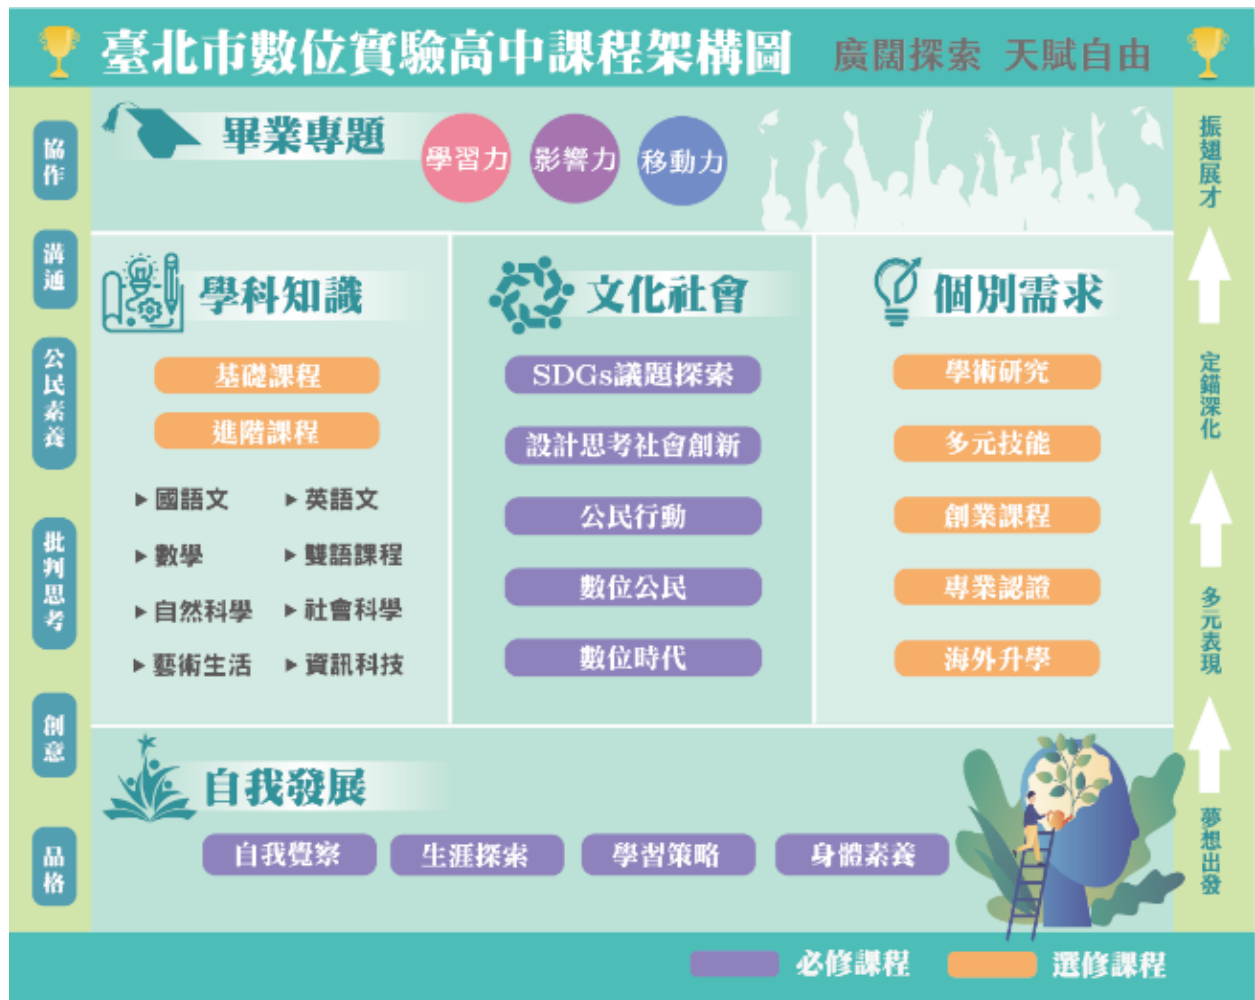 臺北市數位實驗高中課程架構圖 廣闊探索 天賦自由
協作
溝通
公民素養
批判思考
創意
品格
畢業專題
學習力 影響力 移動力
學科知識
基礎課程
進階課程
▶國語文 ▶英語文
▶數學 ▶雙語課程
▶自然科學 ▶社會科學
▶藝術生活 ▶資訊科技
文化社會
SDGs議題探索
設計思考社會創新
公民行動
數位公民
數位時代
個別需求
學術研究
多元技能
創業課程
專業認證
海外升學
自我發展
自我覺察 生涯探索 學習策略 身體素養
振翅展才
定錨深化
多元表現
夢想出發
必修課程 選修課程